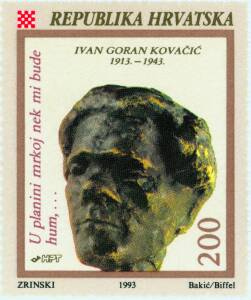 REPUBLIKA HRVATSKA
IVAN GORAN KOVAČIĆ
1913. – 1943.
U planini mrkoj nek mi bude
hum,...
HPT
200
ZRINSKI
1993
Bakić/Biffel